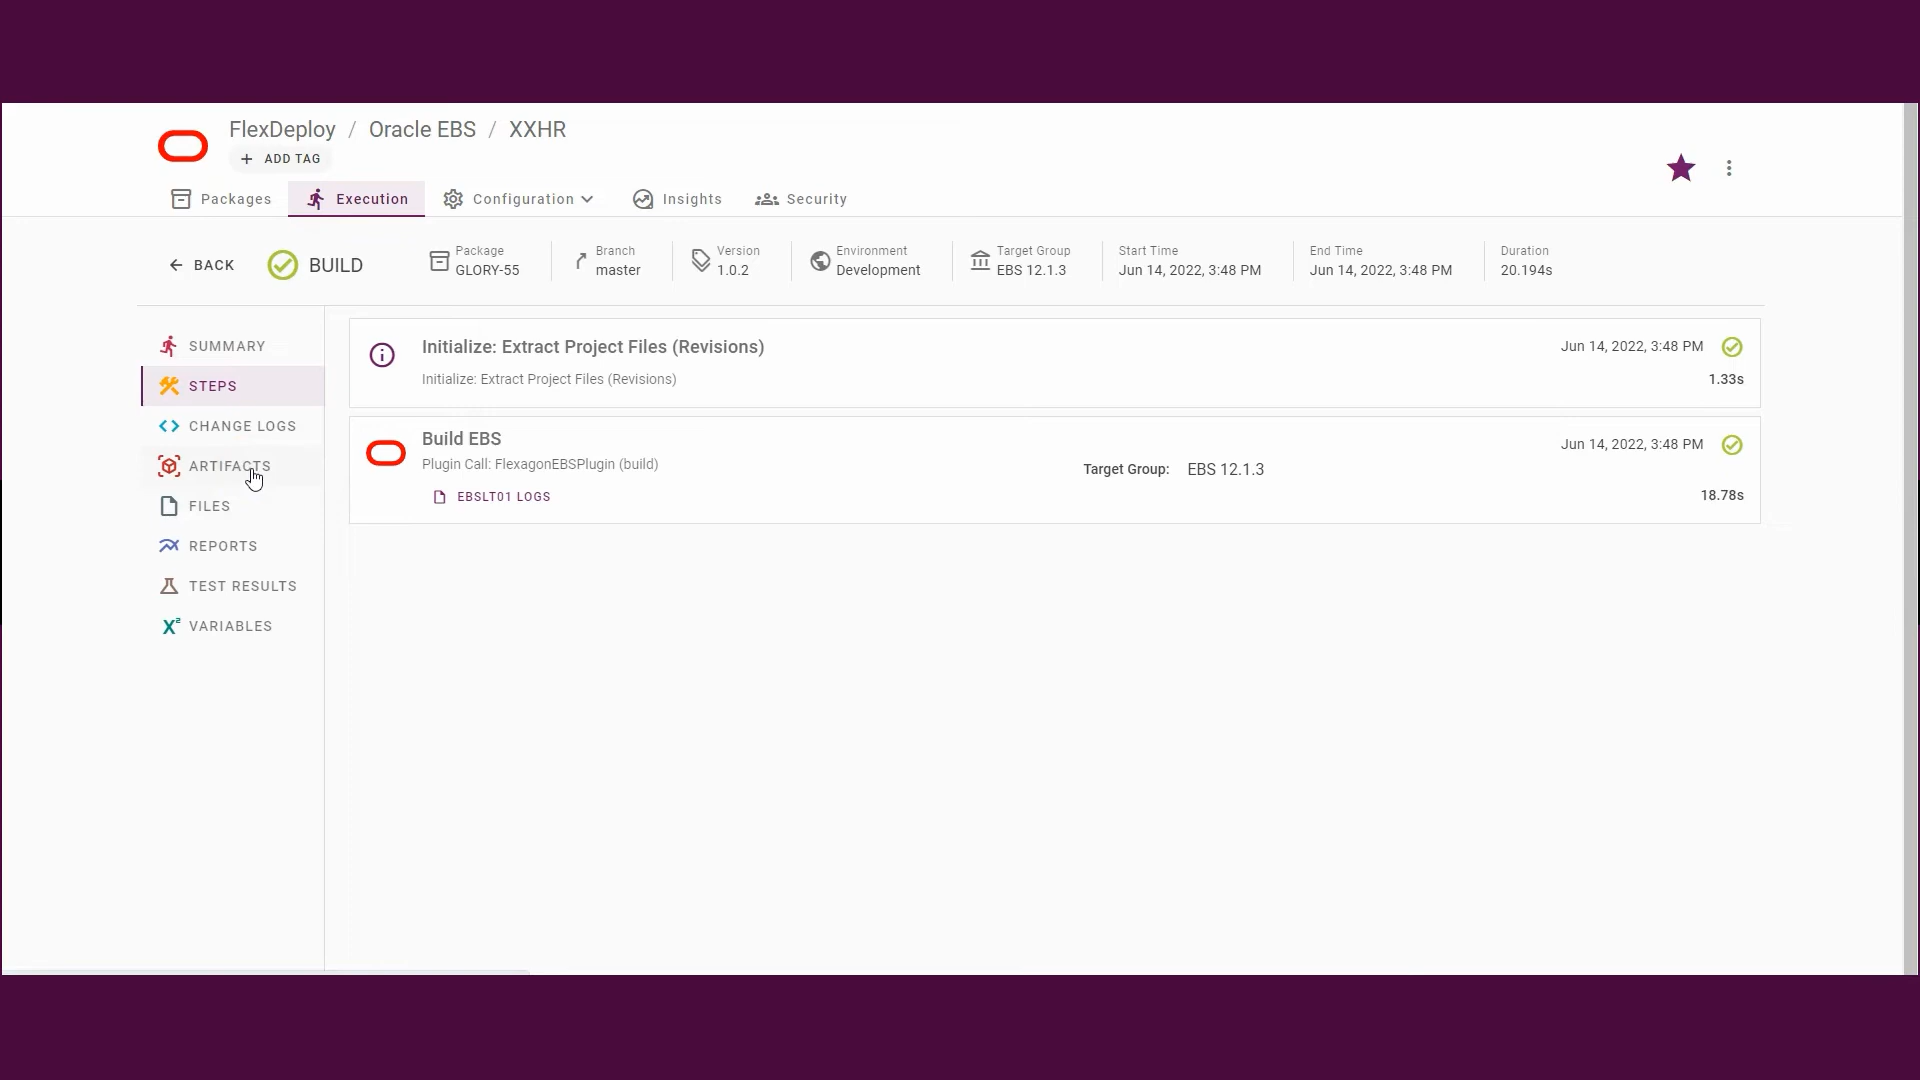 FlexDeploy / Oracle EBS / XXHR
+ ADD TAG
Packages Execution Configuration Insights Security
BACK BUILD
Package
GLORY-55
Branch
master
Version
1.0.2
Environment
Development
Target Group
EBS 12.1.3
Start Time
Jun 14, 2022, 3:48 PM
End Time
Jun 14, 2022, 3:48 PM
Duration
20.194s
SUMMARY
STEPS
CHANGE LOGS
ARTIFACTS
FILES
REPORTS
TEST RESULTS
VARIABLES
Initialize: Extract Project Files (Revisions)
Initialize: Extract Project Files (Revisions)
Jun 14, 2022, 3:48 PM
1.33s
Build EBS
Plugin Call: FlexagonEBSPlugin (build)
EBSLT01 LOGS
Target Group: EBS 12.1.3
Jun 14, 2022, 3:48 PM
18.78s